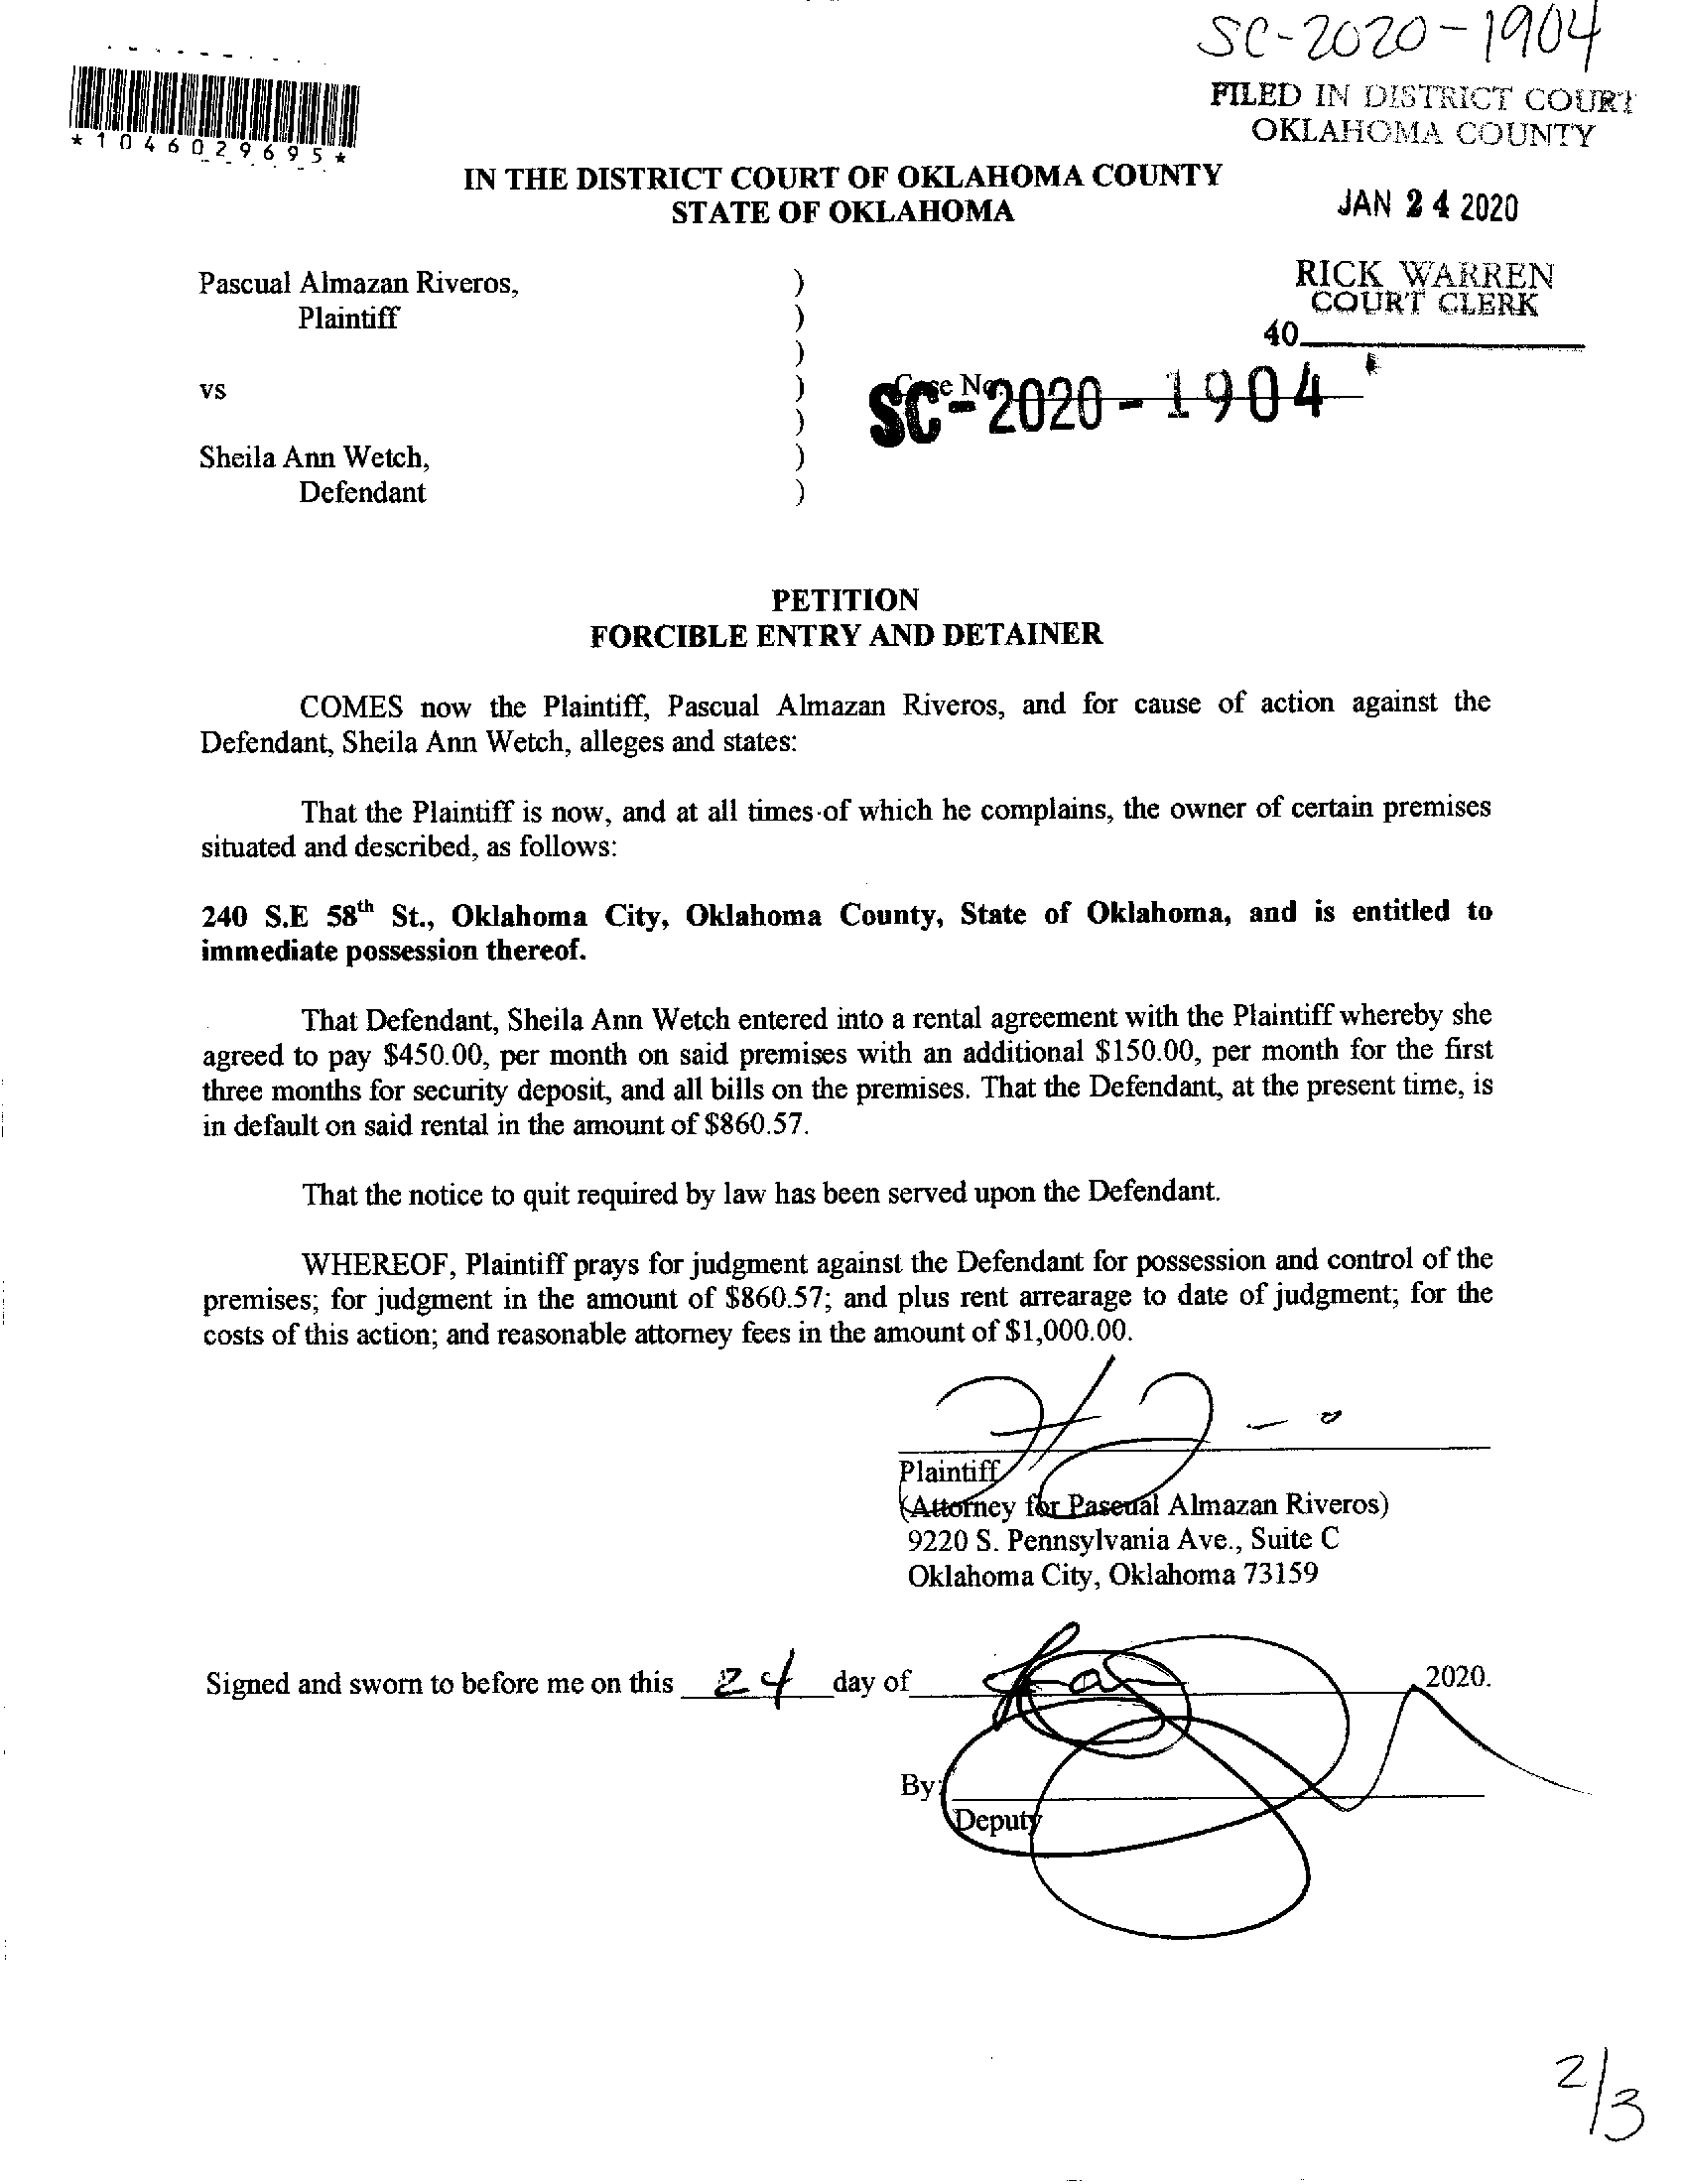 SC-2020-1904
FILED IN DISTRICT COURT
OKLAHOMA COUNTY
*1046029695*
IN THE DISTRICT COURT OF OKLAHOMA COUNTY
STATE OF OKLAHOMA
JAN 24 2020
RICK WARREN
COURT CLERK
40
Pascual Almazan Riveros, )
Plaintiff )
)
vs )
Case No.
SC-2020-1904
)
Sheila Ann Wetch, )
Defendant )
PETITION
FORCIBLE ENTRY AND DETAINER
COMES now the Plaintiff, Pascual Almazan Riveros, and for cause of action against the
Defendant, Sheila Ann Wetch, alleges and states:
That the Plaintiff is now, and at all times of which he complains, the owner of certain premises
situated and described, as follows:
240 S.E 58th St., Oklahoma City, Oklahoma County, State of Oklahoma, and is entitled to
immediate possession thereof.
That Defendant, Sheila Ann Wetch entered into a rental agreement with the Plaintiff whereby she
agreed to pay $450.00, per month on said premises with an additional $150.00, per month for the first
three months for security deposit, and all bills on the premises. That the Defendant, at the present time, is
in default on said rental in the amount of $860.57.
That the notice to quit required by law has been served upon the Defendant.
WHEREOF, Plaintiff prays for judgment against the Defendant for possession and control of the
premises; for judgment in the amount of $860.57; and plus rent arrearage to date of judgment; for the
costs of this action; and reasonable attorney fees in the amount of $1,000.00.
Plaintiff
(Attorney for Pascual Almazan Riveros)
9220 S. Pennsylvania Ave., Suite C
Oklahoma City, Oklahoma 73159
Signed and sworn to before me on this 24 day of 2020.
By:
Deputy
2/3